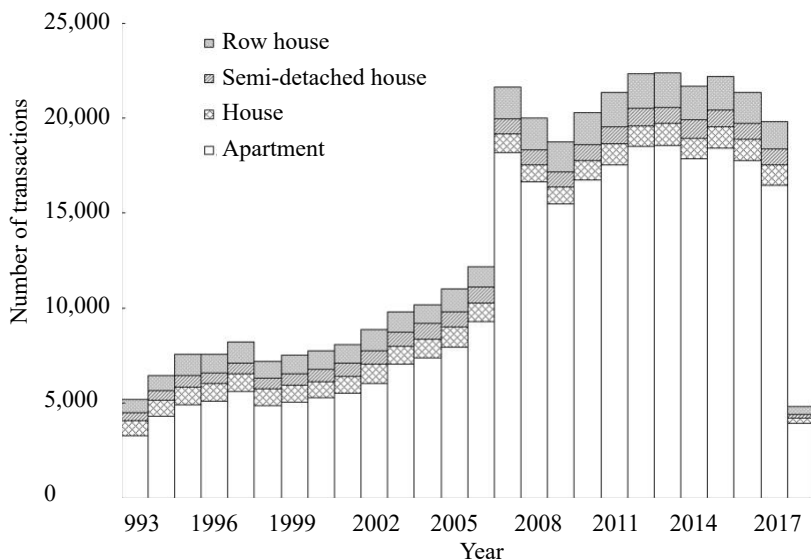 25,000
20,000
15,000
10,000
5,000
0
Number of transactions
Row house
Semi-detached house
House
Apartment
993 1996 1999 2002 2005 2008 2011 2014 2017
Year